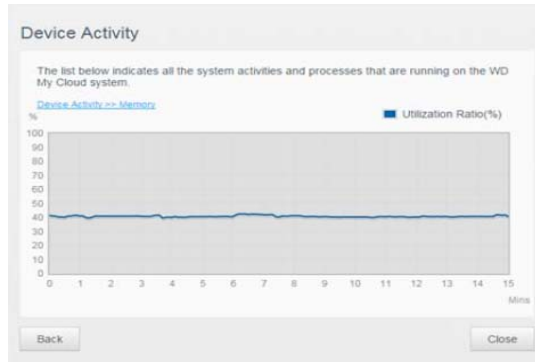 Device Activity
The list below indicates all the system activities and processes that are running on the WD
My Cloud system.
Device Activity >> Memory
%
Utilization Ratio(%)
100
90
80
70
60
50
40
30
20
10
0
0 1 2 3 4 5 6 7 8 9 10 11 12 13 14 15
Mins
Back Close